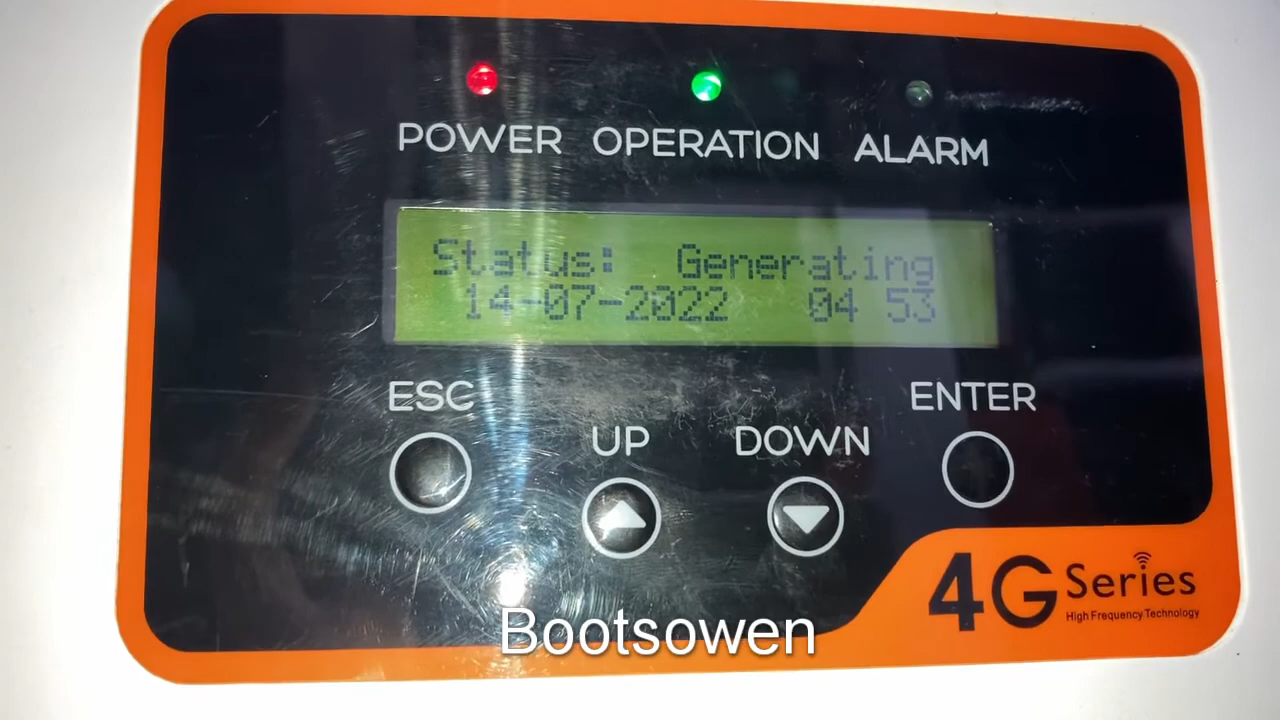 POWER OPERATION ALARM
Status: Generating
14-07-2022 04 53
ESC UP DOWN ENTER
4G Series
High Frequency Technology
Bootsowen